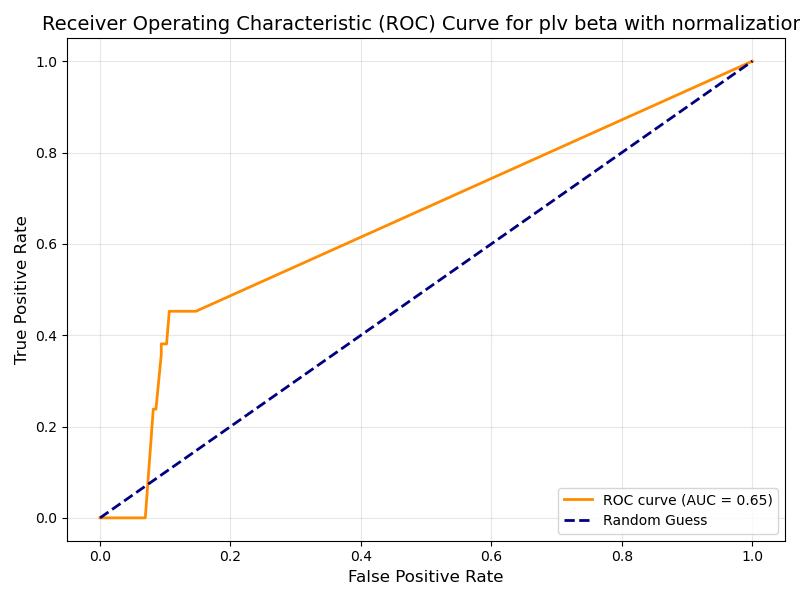 Receiver Operating Characteristic (ROC) Curve for plv beta with normalization
1.0
0.8
0.6
0.4
0.2
0.0
True Positive Rate
0.0 0.2 0.4 0.6 0.8 1.0
False Positive Rate
ROC curve (AUC = 0.65)
Random Guess